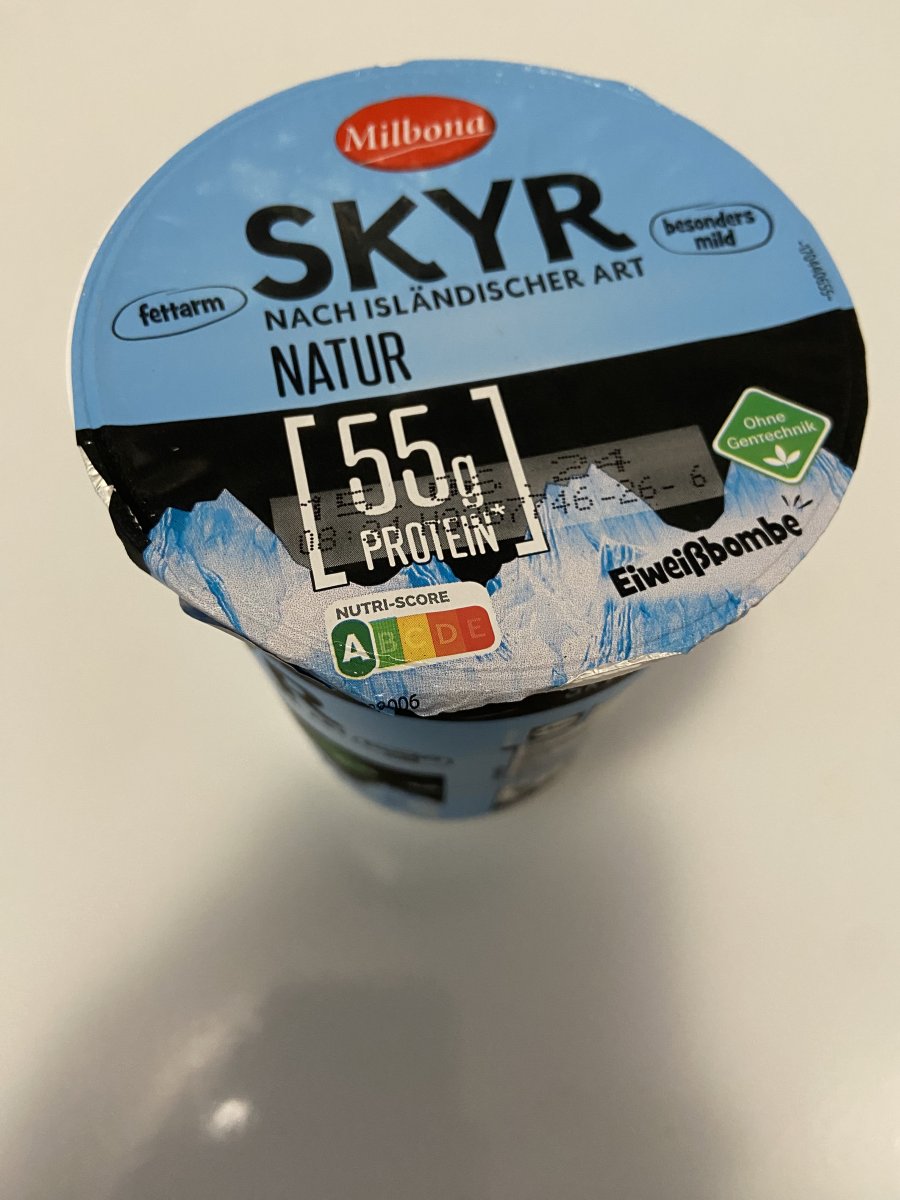 Milbona
SKYR
NACH ISLÄNDISCHER ART
NATUR
fettarm
besonders
mild
55g
PROTEIN*
Ohne
Gentechnik
Eiweißbombe
NUTRI-SCORE
A B C D E